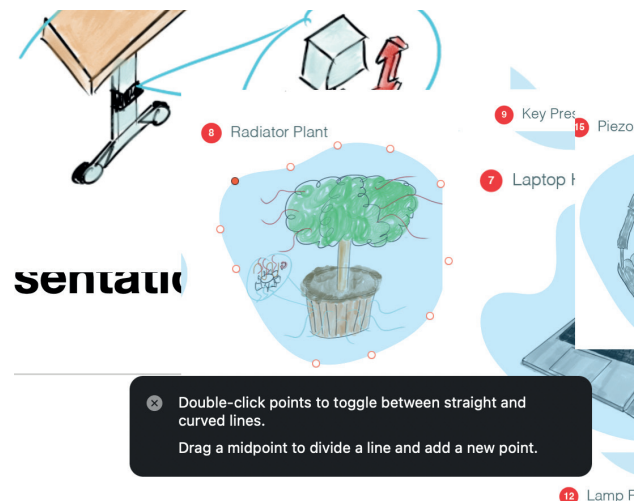 9 Key Pres
15 Piezo
8 Radiator Plant
7 Laptop
sentatio
Double-click points to toggle between straight and
curved lines.
Drag a midpoint to divide a line and add a new point.
12 Lamp